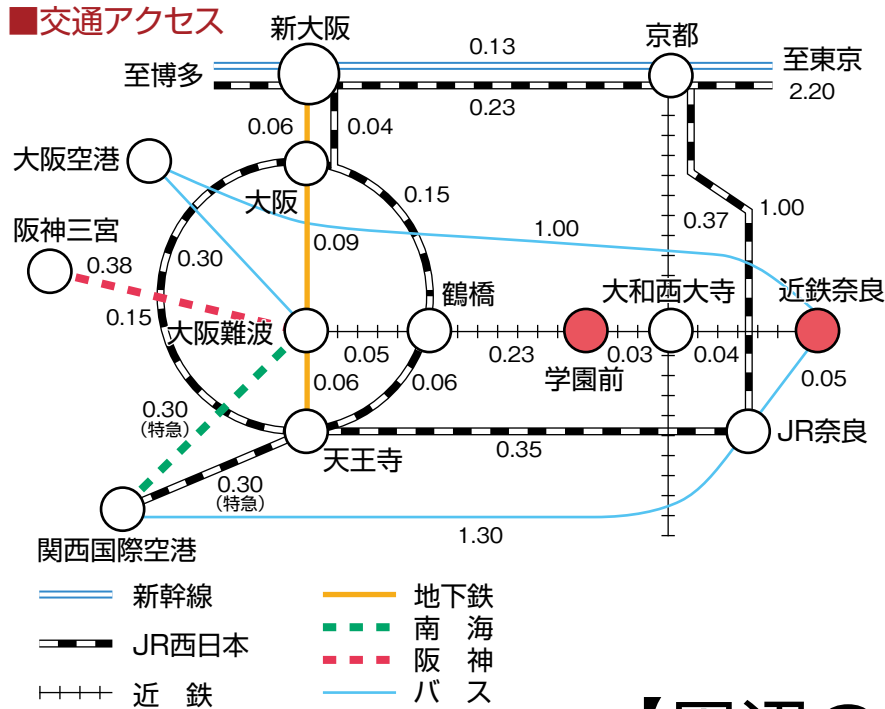 ■交通アクセス
新大阪
0.13
京都
至博多
至東京
0.23
2.20
0.06
0.04
大阪空港
大阪
0.15
阪神三宮
0.38
0.30
0.09
1.00
0.37
1.00
鶴橋
大和西大寺
近鉄奈良
0.15
大阪難波
0.05
0.23
0.03
0.04
学園前
0.05
0.06
0.06
0.30
(特急)
天王寺
0.35
JR奈良
0.30
(特急)
1.30
関西国際空港
新幹線
地下鉄
南　海
JR西日本
阪　神
近　鉄
バ　ス